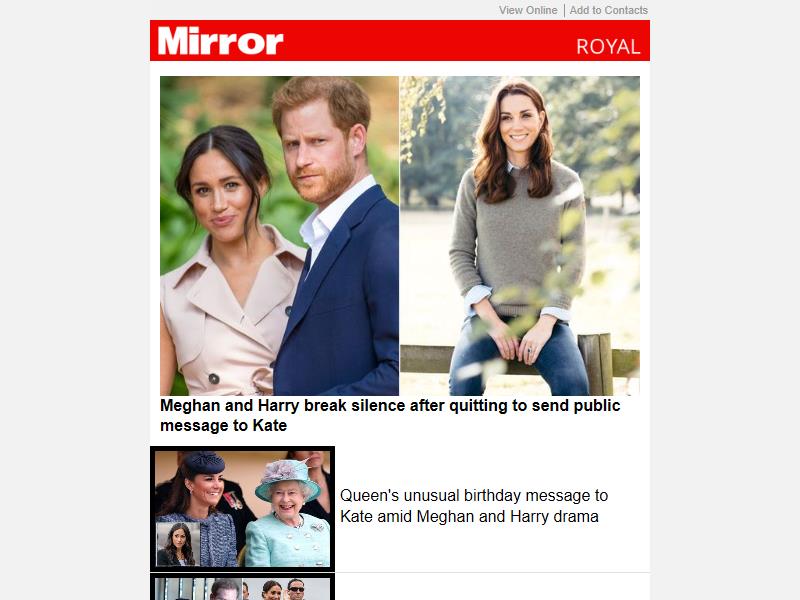 View Online | Add to Contacts
Mirror
ROYAL
Meghan and Harry break silence after quitting to send public
message to Kate
Queen's unusual birthday message to
Kate amid Meghan and Harry drama